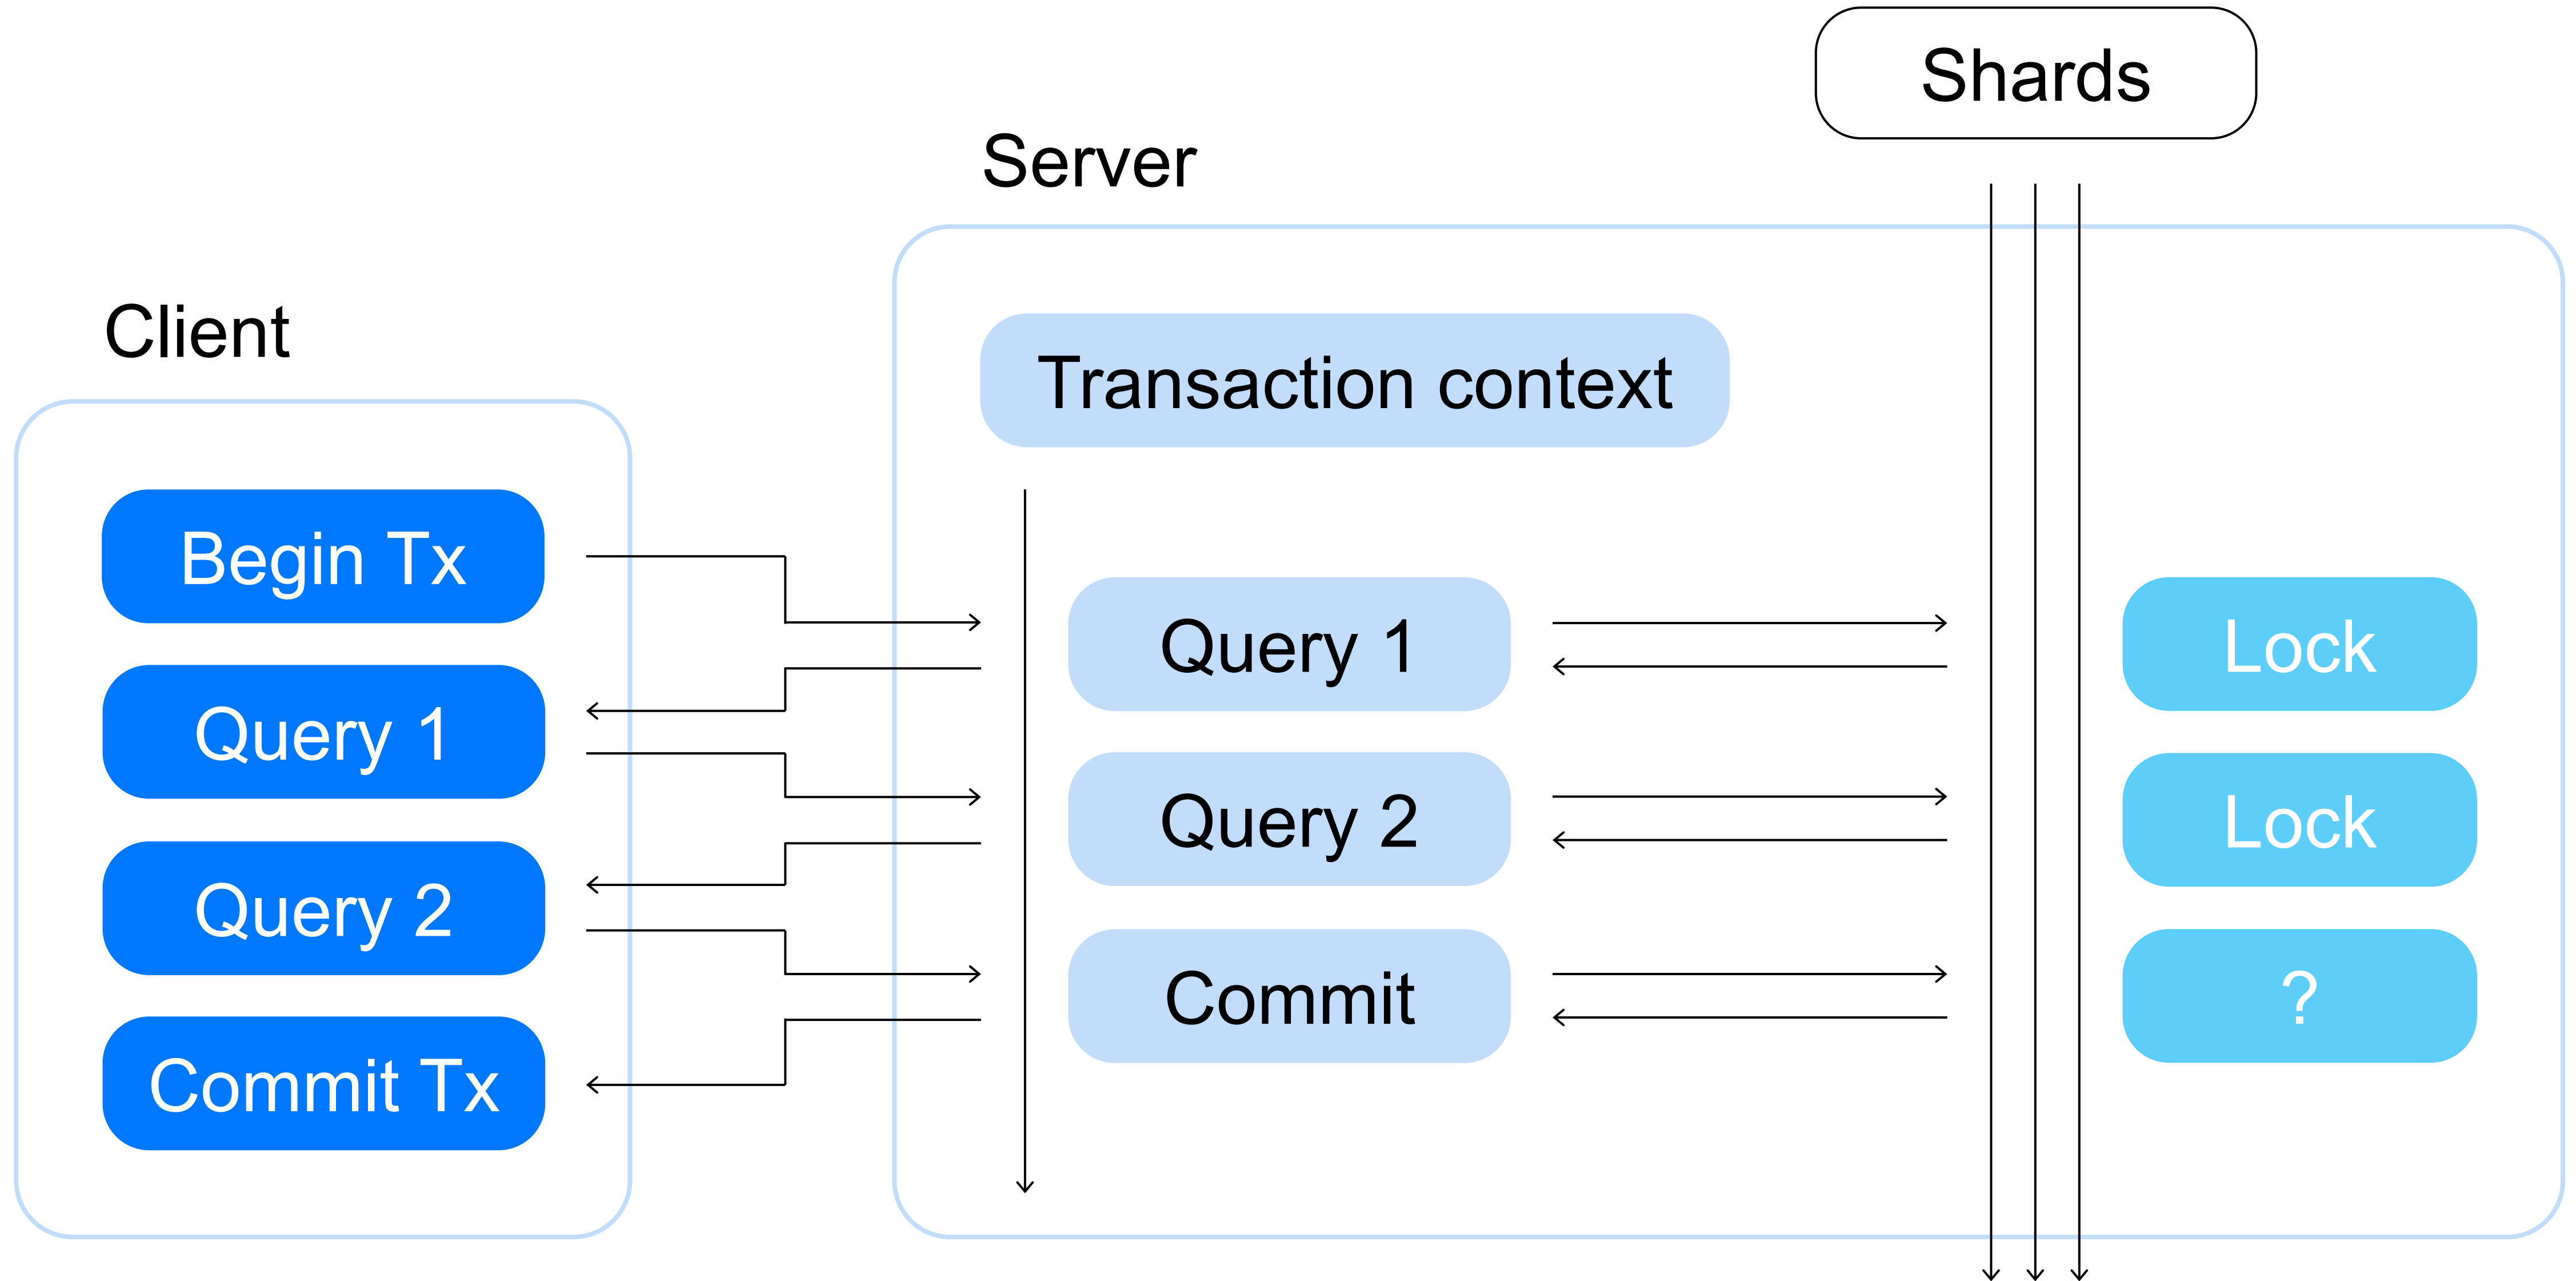 Shards
Server
Client
Transaction context
Begin Tx
Query 1
Query 2
Commit Tx
Query 1
Query 2
Commit
Lock
Lock
?